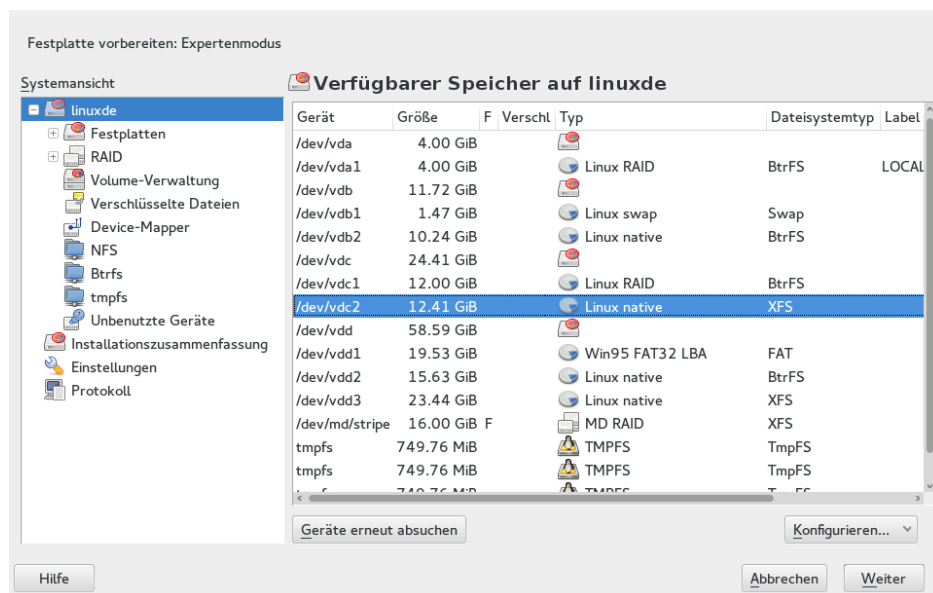 Festplatte vorbereiten: Expertenmodus
Systemansicht
linuxde
Festplatten
RAID
Volume-Verwaltung
Verschlüsselte Dateien
Device-Mapper
NFS
Btrfs
tmpfs
Unbenutzte Geräte
Installationszusammenfassung
Einstellungen
Protokoll
Verfügbarer Speicher auf linuxde
Gerät Größe F Verschl Typ Dateisystemtyp Label
/dev/vda 4.00 GiB
/dev/vda1 4.00 GiB Linux RAID BtrFS LOCAL
/dev/vdb 11.72 GiB
/dev/vdb1 1.47 GiB Linux swap Swap
/dev/vdb2 10.24 GiB Linux native BtrFS
/dev/vdc 24.41 GiB
/dev/vdc1 12.00 GiB Linux RAID BtrFS
/dev/vdc2 12.41 GiB Linux native XFS
/dev/vdd 58.59 GiB
/dev/vdd1 19.53 GiB Win95 FAT32 LBA FAT
/dev/vdd2 15.63 GiB Linux native BtrFS
/dev/vdd3 23.44 GiB Linux native XFS
/dev/md/stripe 16.00 GiB F MD RAID XFS
tmpfs 749.76 MiB TMPFS TmpFS
tmpfs 749.76 MiB TMPFS TmpFS
Geräte erneut absuchen
Konfigurieren...
Hilfe
Abbrechen
Weiter